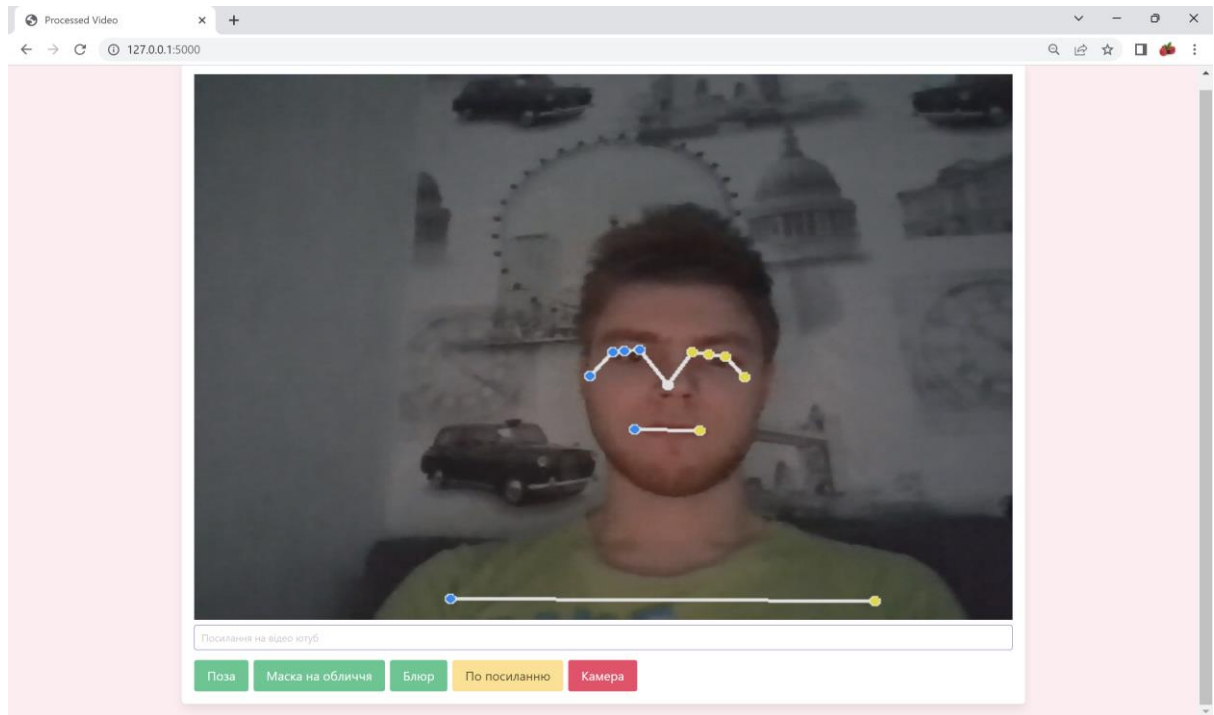 Processed Video
127.0.0.1:5000
Посилання на відео ютуб
Поза
Маска на обличчя
Блюр
По посиланню
Камера